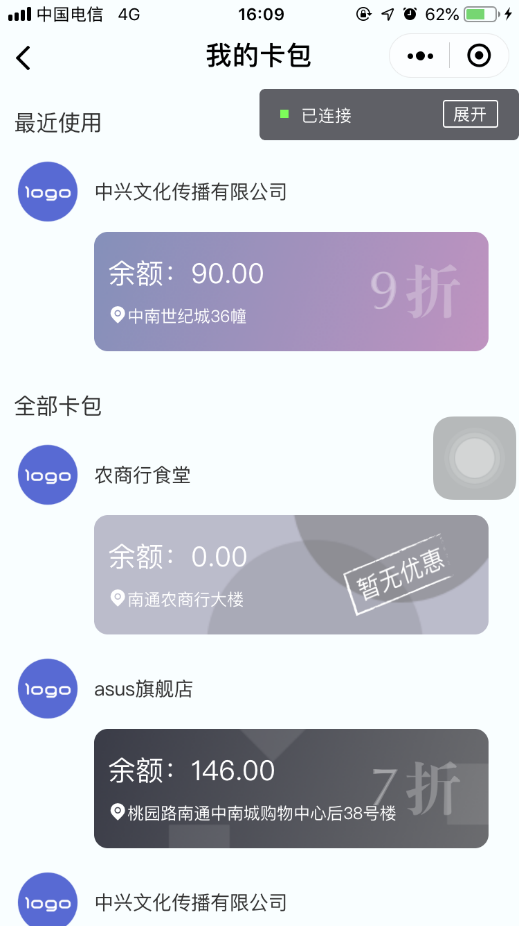 中国电信 4G 16:09 62%
我的卡包
已连接 展开
最近使用
logo 中兴文化传播有限公司
余额：90.00
9折
中南世纪城36幢
全部卡包
logo 农商行食堂
余额：0.00
暂无优惠
南通农商行大楼
logo asus旗舰店
余额：146.00
7折
桃园路南通中南城购物中心后38号楼
logo 中兴文化传播有限公司